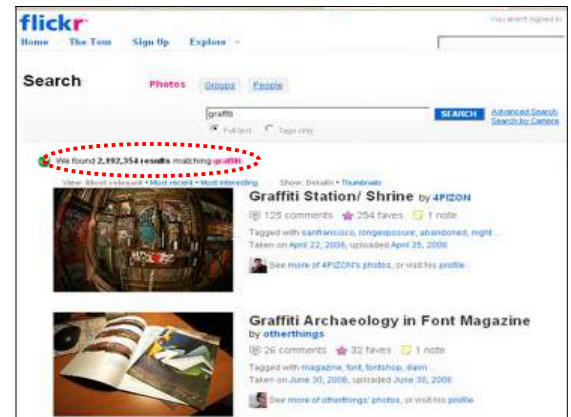 flickr
You aren't signed in
Home The Tour Sign Up Explore
Search Photos Groups People
graffiti SEARCH Advanced Search
Search by Camera
Full text Tags only
We found 2,192,354 results matching graffiti.
View: Most relevant • Most recent • Most interesting Show: Details • Thumbnails
Graffiti Station/ Shrine by 4PIZON
125 comments 254 faves 1 note
Tagged with sanfrancisco, longexposure, abandoned, night ...
Taken on April 22, 2006, uploaded April 25, 2006
See more of 4PIZON's photos, or visit his profile.
Graffiti Archaeology in Font Magazine
by otherthings
26 comments 32 faves 1 note
Tagged with magazine, font, fontshop, ...
Taken on June 30, 2006, uploaded June 30, 2006
See more of otherthings' photos, or visit his profile.